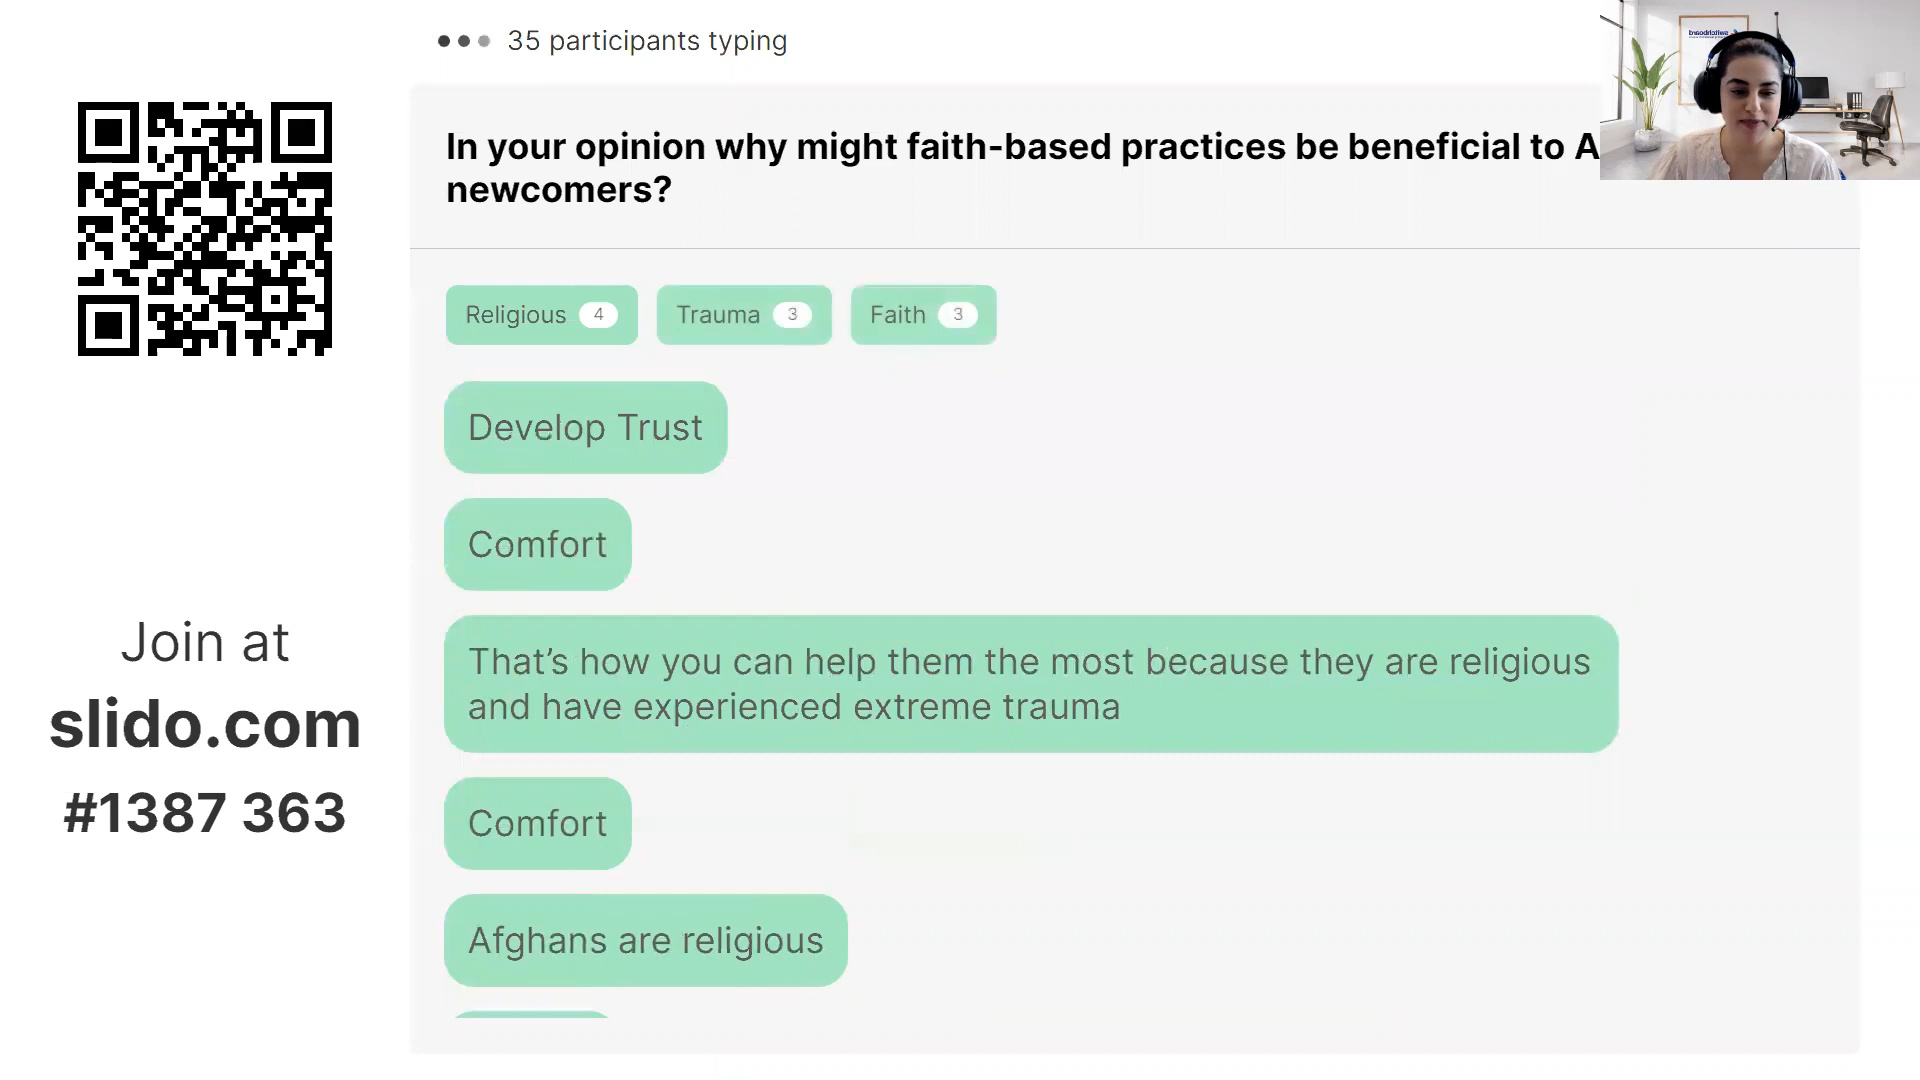 35 participants typing
In your opinion why might faith-based practices be beneficial to A
newcomers?
Religious 4 Trauma 3 Faith 3
Develop Trust
Comfort
That’s how you can help them the most because they are religious
and have experienced extreme trauma
Comfort
Afghans are religious
Join at
slido.com
#1387 363